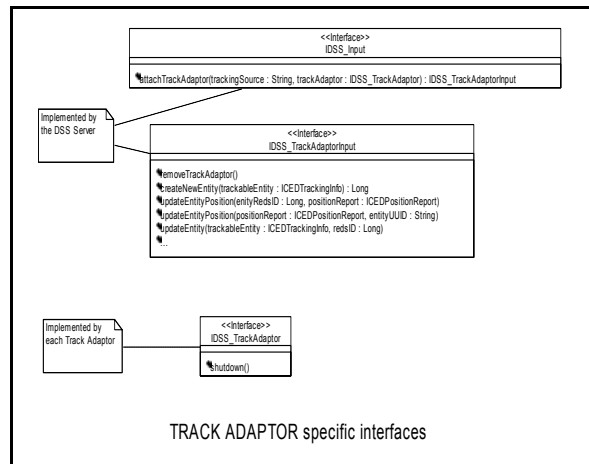 <<Interface>>
IDSS_Input
attachTrackAdaptor(trackingSource : String, trackAdaptor : IDSS_TrackAdaptor) : IDSS_TrackAdaptorInput
Implemented by
the DSS Server
<<Interface>>
IDSS_TrackAdaptorInput
removeTrackAdaptor()
createNewEntity(trackableEntity : ICEDTrackingInfo) : Long
updateEntityPosition(enityRedsID : Long, positionReport : ICEDPositionReport)
updateEntityPosition(positionReport : ICEDPositionReport, entityUUID : String)
updateEntity(trackableEntity : ICEDTrackingInfo, redsID : Long)
...
Implemented by
each Track Adaptor
<<Interface>>
IDSS_TrackAdaptor
shutdown()
TRACK ADAPTOR specific interfaces